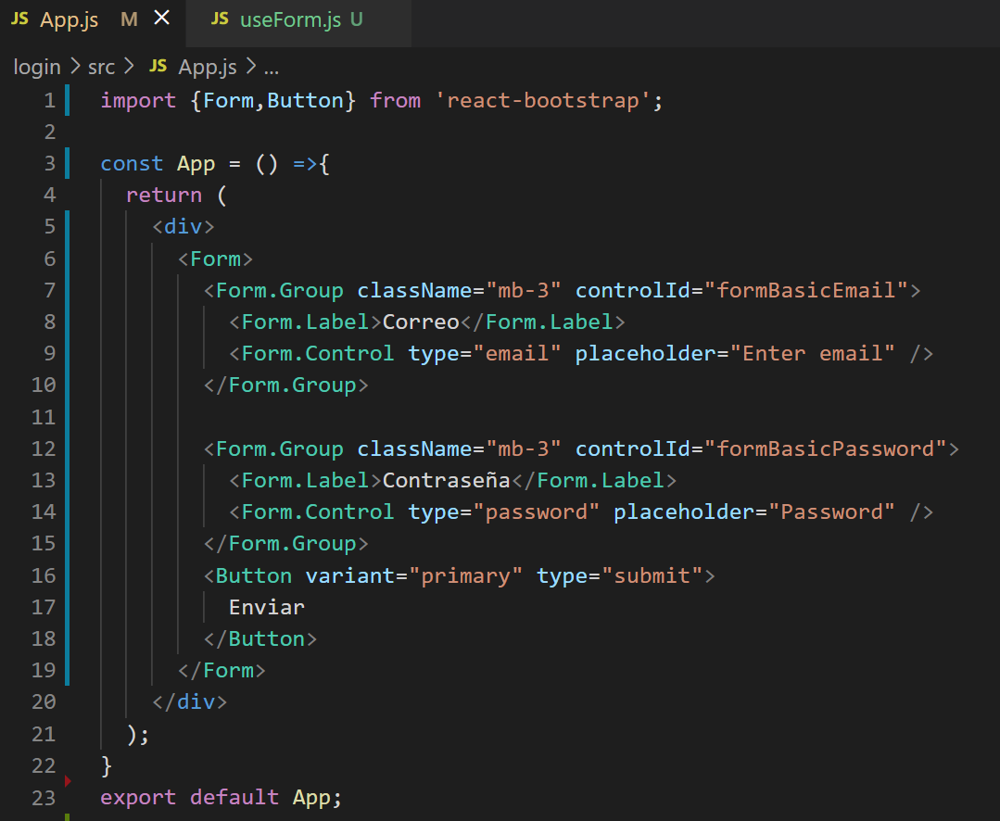 JS App.js M × JS useForm.js U
login > src > JS App.js > ...
1 import {Form,Button} from 'react-bootstrap';
2
3 const App = () =>{
4 return (
5 <div>
6 <Form>
7 <Form.Group className="mb-3" controlId="formBasicEmail">
8 <Form.Label>Correo</Form.Label>
9 <Form.Control type="email" placeholder="Enter email" />
10 </Form.Group>
11
12 <Form.Group className="mb-3" controlId="formBasicPassword">
13 <Form.Label>Contraseña</Form.Label>
14 <Form.Control type="password" placeholder="Password" />
15 </Form.Group>
16 <Button variant="primary" type="submit">
17 Enviar
18 </Button>
19 </Form>
20 </div>
21 );
22 }
23 export default App;